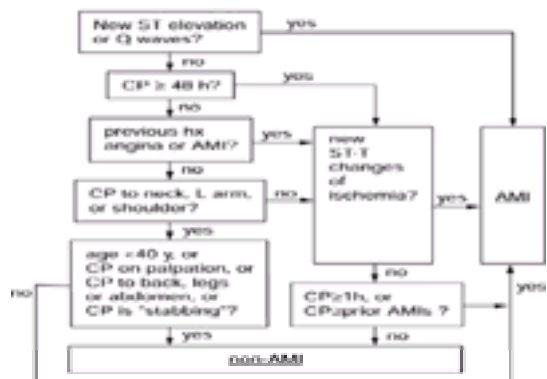 New ST elevation
or Q waves?
yes
no
CP ≥ 48 h?
yes
no
previous hx
angina or AMI?
yes
no
new
ST-T
changes
of
ischemia?
yes
AMI
CP to neck, L arm,
or shoulder?
no
yes
age <40 y, or
CP on palpation, or
CP to back, legs
or abdomen, or
CP is "stabbing"?
no
yes
no
CP≥1h, or
prior AMIs ?
yes
no
non-AMI